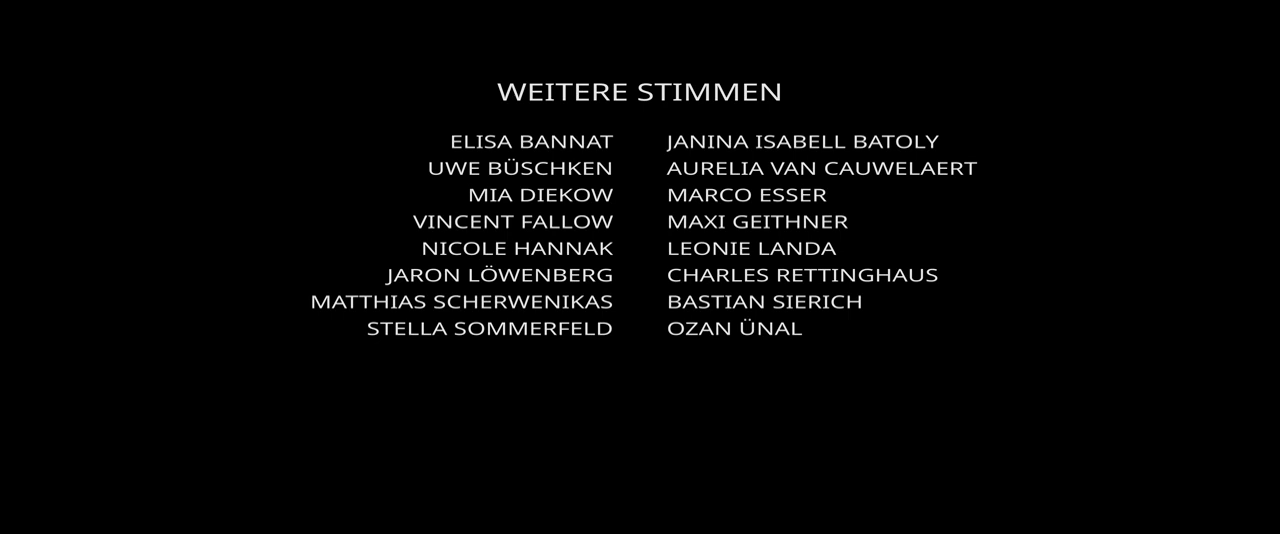 WEITERE STIMMEN
ELISA BANNAT JANINA ISABELL BATOLY
UWE BÜSCHKEN AURELIA VAN CAUWELAERT
MIA DIEKOW MARCO ESSER
VINCENT FALLOW MAXI GEITHNER
NICOLE HANNAK LEONIE LANDA
JARON LÖWENBERG CHARLES RETTINGHAUS
MATTHIAS SCHERWENIKAS BASTIAN SIERICH
STELLA SOMMERFELD OZAN ÜNAL